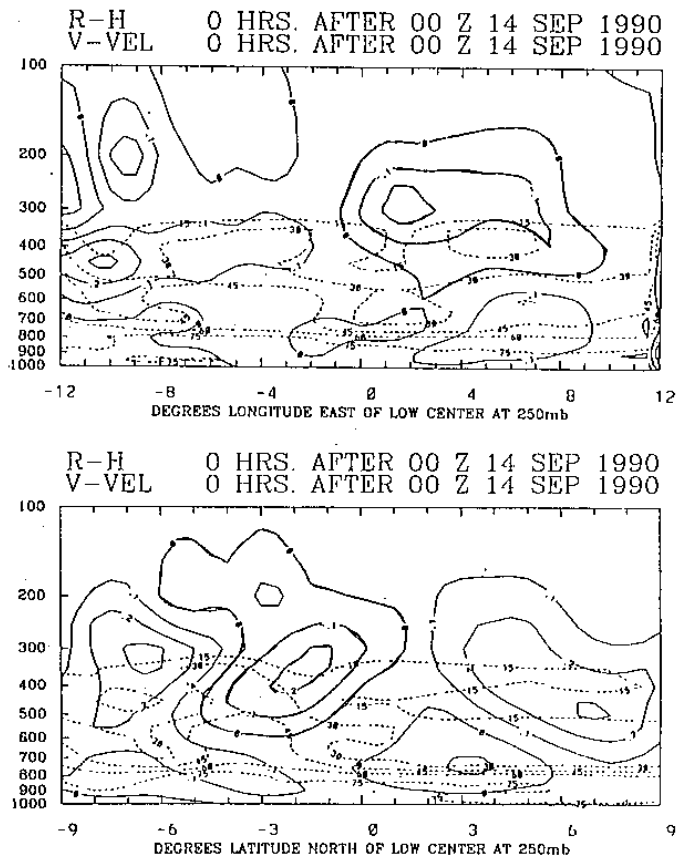 R-H 0 HRS. AFTER 00 Z 14 SEP 1990
V-VEL 0 HRS. AFTER 00 Z 14 SEP 1990
100
200
300
400
500
600
700
800
900
1000
-12 -8 -4 0 4 8 12
DEGREES LONGITUDE EAST OF LOW CENTER AT 250mb
R-H 0 HRS. AFTER 00 Z 14 SEP 1990
V-VEL 0 HRS. AFTER 00 Z 14 SEP 1990
100
200
300
400
500
600
700
800
900
1000
-9 -6 -3 0 3 6 9
DEGREES LATITUDE NORTH OF LOW CENTER AT 250mb